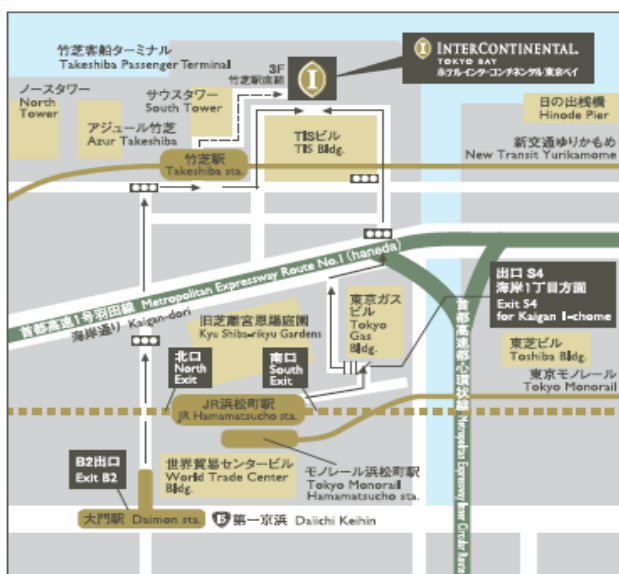 竹芝客船ターミナル
Takeshiba Passenger Terminal
3F
竹芝駅直結
INTERCONTINENTAL.
TOKYO BAY
ホテル インターコンチネンタル 東京ベイ
ノースタワー
North
Tower
サウスタワー
South Tower
アジュール竹芝
Azur Takeshiba
TISビル
TIS Bldg.
日の出桟橋
Hinode Pier
新交通ゆりかもめ
New Transit Yurikamome
竹芝駅
Takeshiba sta.
首都高速1号羽田線 Metropolitan Expressway Route No.1 (haneda)
海岸通り Kaigan-dori
旧芝離宮恩賜庭園
Kyu Shiba-rikyu Gardens
東京ガス
ビル
Tokyo
Gas
Bldg.
出口 S4
海岸1丁目方面
Exit S4
for Kaigan 1-chome
東芝ビル
Toshiba Bldg.
東京モノレール
Tokyo Monorail
北口
North
Exit
南口
South
Exit
JR浜松町駅
JR Hamamatsucho sta.
首都高速都心環状線 Metropolitan Expressway Inner Circular Route
B2出口
Exit B2
世界貿易センタービル
World Trade Center
Bldg.
モノレール浜松町駅
Tokyo Monorail
Hamamatsucho sta.
大門駅 Daimon sta.
15 第一京浜 Daiichi Keihin